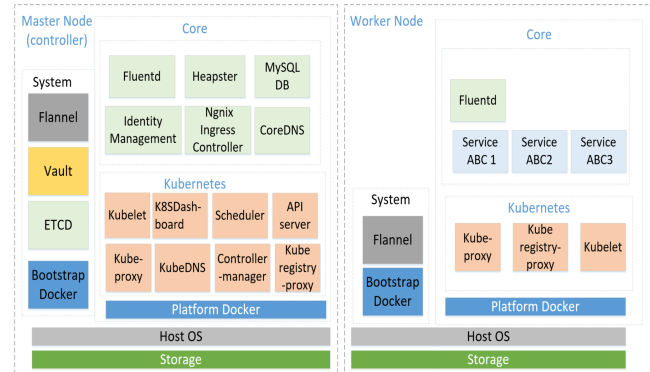 Master Node
(controller)
Core
System
Flannel
Vault
ETCD
Bootstrap
Docker
Fluentd
Heapster
MySQL
DB
Identity
Management
Ngnix
Ingress
Controller
CoreDNS
Kubernetes
Kubelet
K8SDash-
board
Scheduler
API
server
Kube-
proxy
KubeDNS
Controller
-manager
Kube
registry
-proxy
Platform Docker
Host OS
Storage
Worker Node
Core
Fluentd
Service
ABC 1
Service
ABC2
Service
ABC3
System
Flannel
Bootstrap
Docker
Kubernetes
Kube-
proxy
Kube
registry-
proxy
Kubelet
Platform Docker
Host OS
Storage